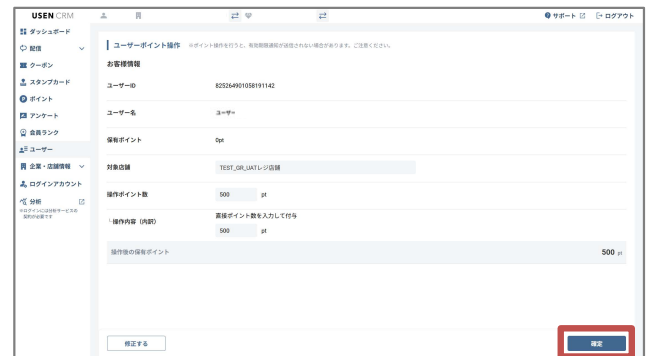 USEN CRM
サポート
ログアウト
ダッシュボード
配信
クーポン
スタンプカード
ポイント
アンケート
会員ランク
ユーザー
企業・店舗情報
ログインアカウント
分析
※ログインには分析サービスの
契約が必要です
ユーザーポイント操作 ※ポイント操作を行うと、有効期限通知が送信されない場合があります。ご注意ください。
お客様情報
ユーザーID 825264901058191142
ユーザー名 ユーザー
保有ポイント 0pt
対象店舗 TEST_GR_UATレジ店舗
操作ポイント数 500 pt
直接ポイント数を入力して付与
└操作内容（内訳）
500 pt
操作後の保有ポイント 500 pt
修正する
確定